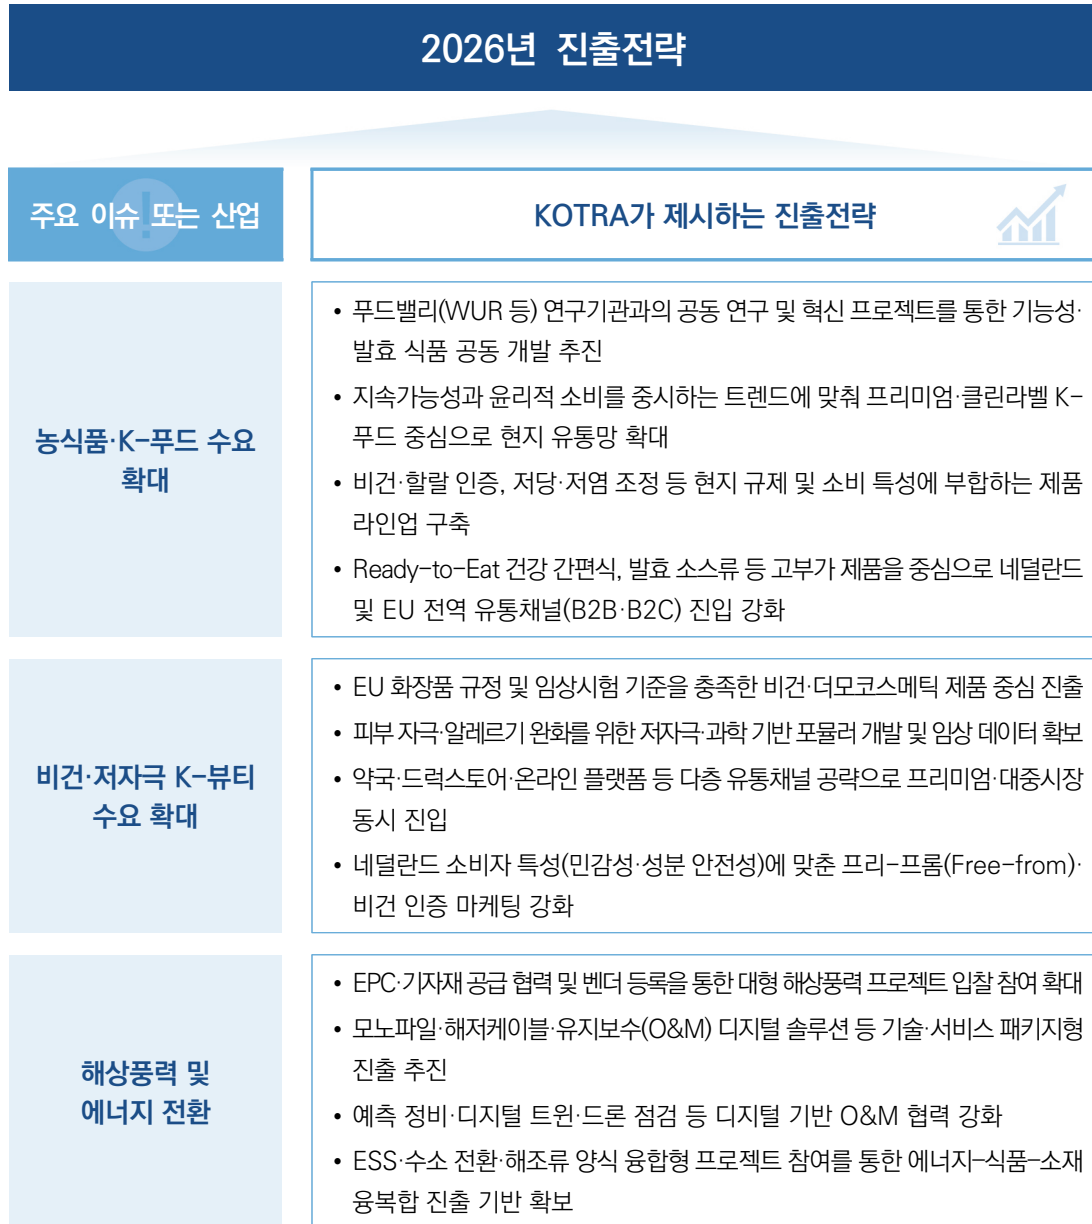 2026년 진출전략
주요 이슈 또는 산업
KOTRA가 제시하는 진출전략
농식품·K-푸드 수요
확대
• 푸드밸리(WUR 등) 연구기관과의 공동 연구 및 혁신 프로젝트를 통한 기능성·
발효 식품 공동 개발 추진
• 지속가능성과 윤리적 소비를 중시하는 트렌드에 맞춰 프리미엄·클린라벨 K-
푸드 중심으로 현지 유통망 확대
• 비건·할랄 인증, 저당·저염 조정 등 현지 규제 및 소비 특성에 부합하는 제품
라인업 구축
• Ready-to-Eat 건강 간편식, 발효 소스류 등 고부가 제품을 중심으로 네덜란드
및 EU 전역 유통채널(B2B·B2C) 진입 강화
비건·저자극 K-뷰티
수요 확대
• EU 화장품 규정 및 임상시험 기준을 충족한 비건·더모코스메틱 제품 중심 진출
• 피부 자극·알레르기 완화를 위한 저자극·과학 기반 포뮬러 개발 및 임상 데이터 확보
• 약국·드럭스토어·온라인 플랫폼 등 다층 유통채널 공략으로 프리미엄·대중시장
동시 진입
• 네덜란드 소비자 특성(민감성·성분 안전성)에 맞춘 프리-프롬(Free-from)·
비건 인증 마케팅 강화
해상풍력 및
에너지 전환
• EPC·기자재 공급 협력 및 벤더 등록을 통한 대형 해상풍력 프로젝트 입찰 참여 확대
• 모노파일·해저케이블·유지보수(O&M) 디지털 솔루션 등 기술·서비스 패키지형
진출 추진
• 예측 정비·디지털 트윈·드론 점검 등 디지털 기반 O&M 협력 강화
• ESS·수소 전환·해조류 양식 융합형 프로젝트 참여를 통한 에너지-식품-소재
융복합 진출 기반 확보